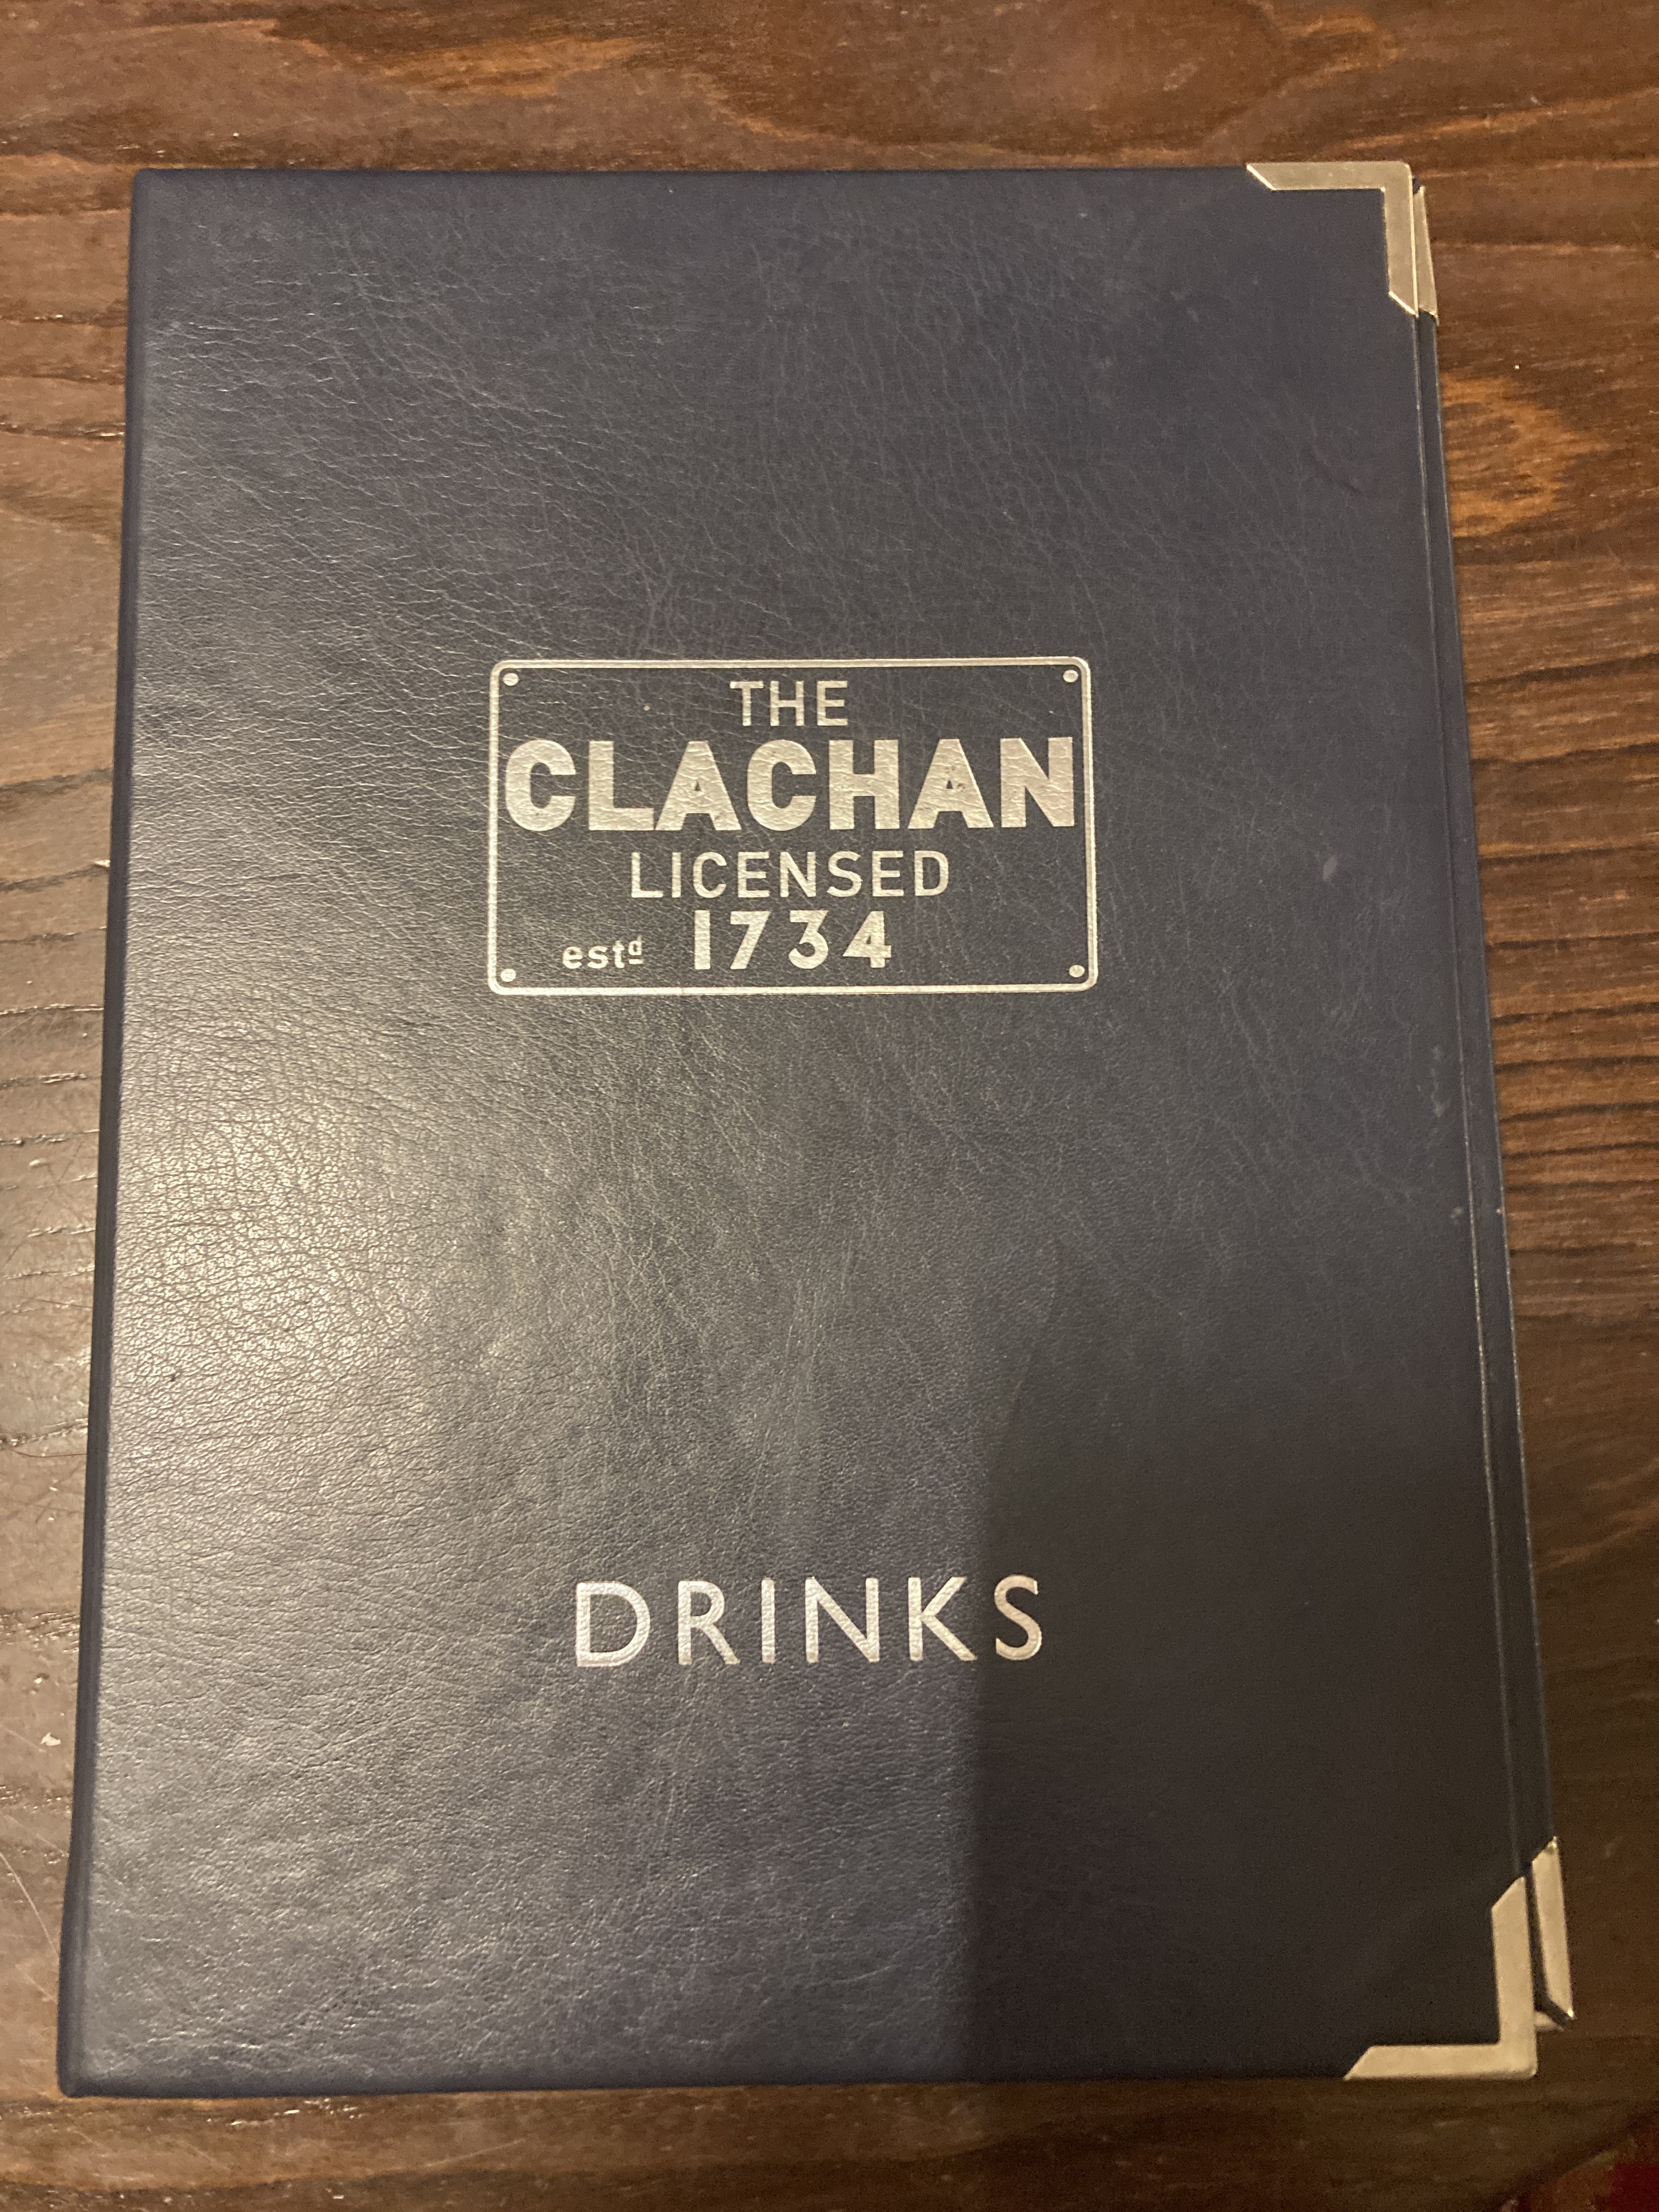 THE
CLACHAN
LICENSED
estd 1734
DRINKS